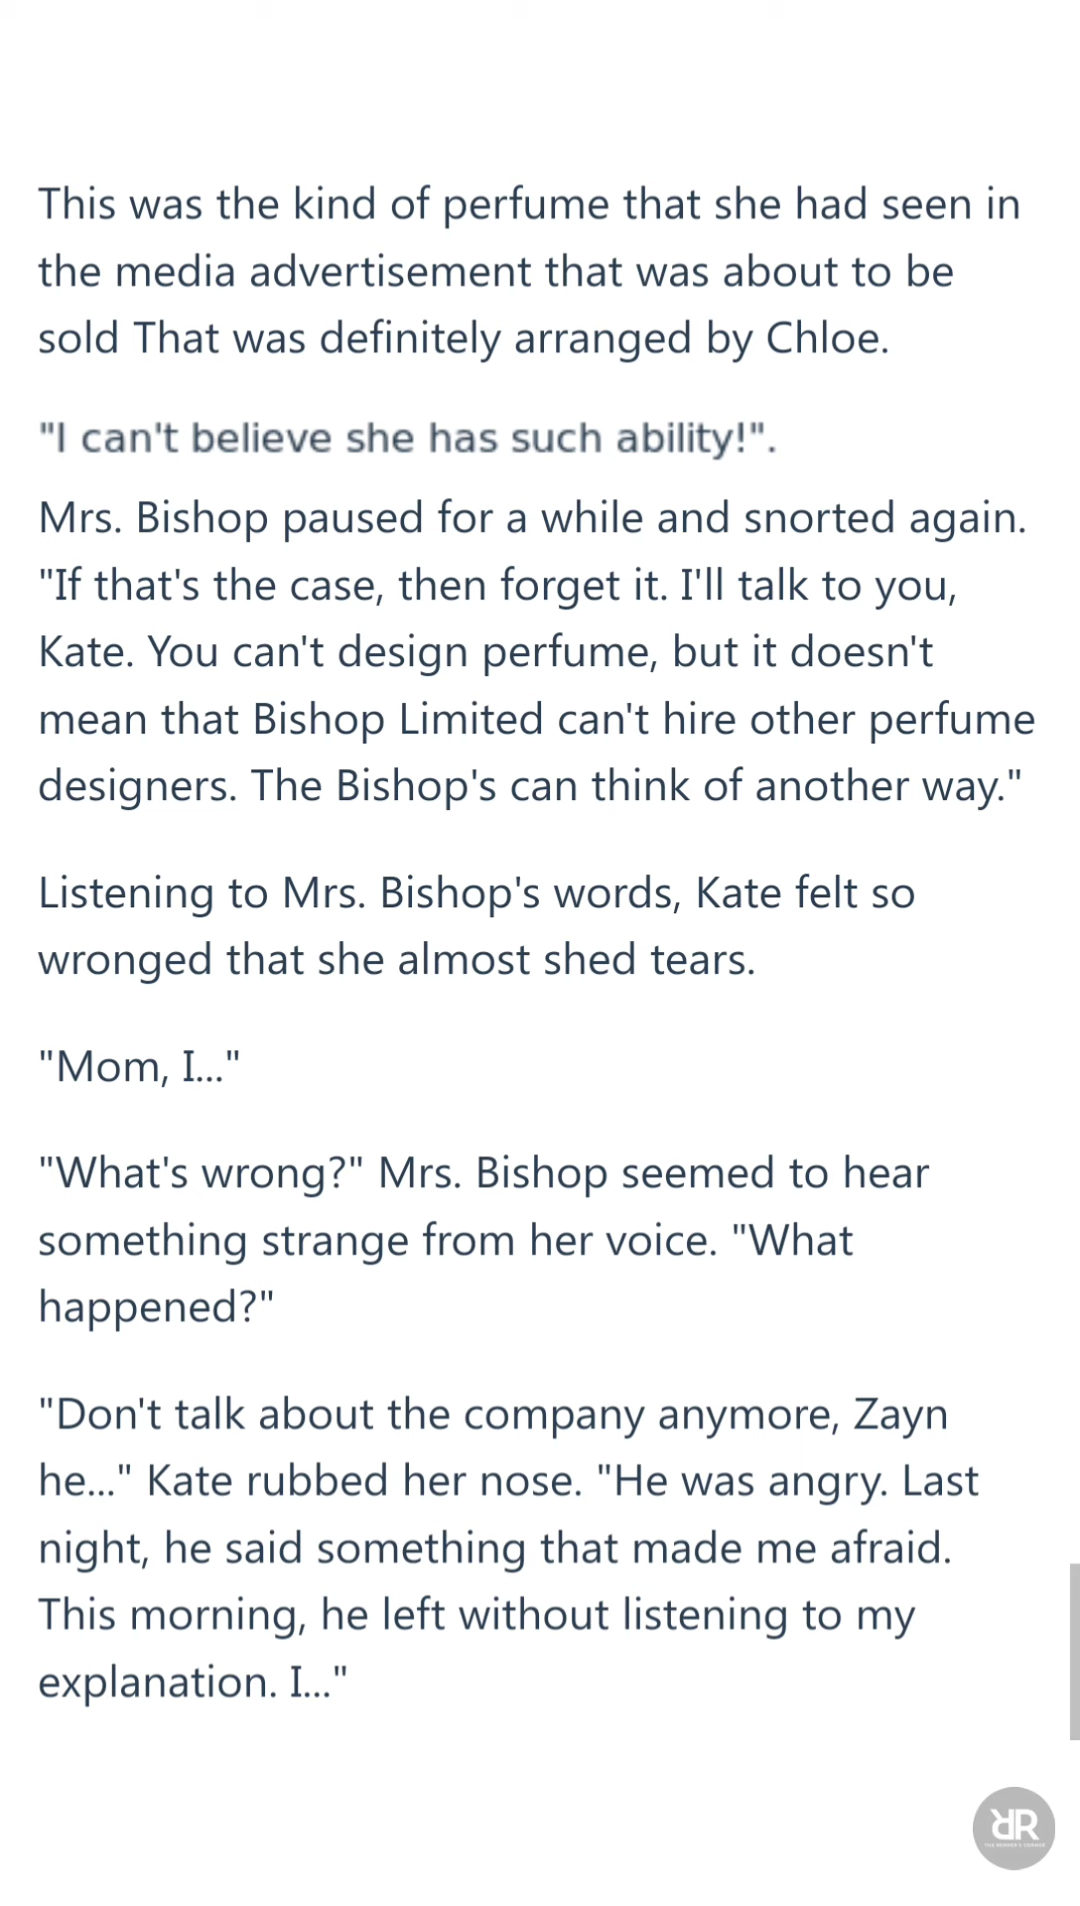 This was the kind of perfume that she had seen in
the media advertisement that was about to be
sold That was definitely arranged by Chloe.
"I can't believe she has such ability!".
Mrs. Bishop paused for a while and snorted again.
"If that's the case, then forget it. I'll talk to you,
Kate. You can't design perfume, but it doesn't
mean that Bishop Limited can't hire other perfume
designers. The Bishop's can think of another way."
Listening to Mrs. Bishop's words, Kate felt so
wronged that she almost shed tears.
"Mom, I..."
"What's wrong?" Mrs. Bishop seemed to hear
something strange from her voice. "What
happened?"
"Don't talk about the company anymore, Zayn
he..." Kate rubbed her nose. "He was angry. Last
night, he said something that made me afraid.
This morning, he left without listening to my
explanation. I..."
RR
THE READER'S CORNER